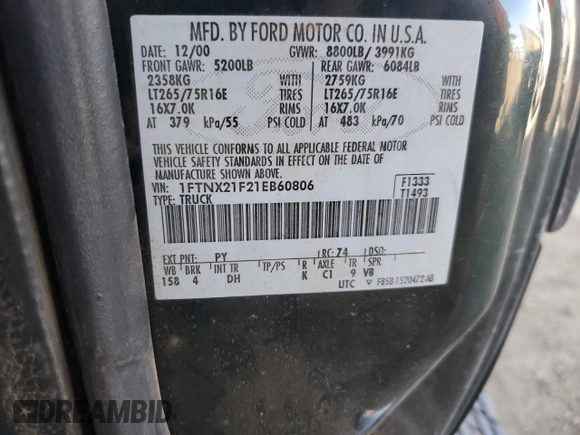 MFD. BY FORD MOTOR CO. IN U.S.A.
DATE: 12/00 GVWR: 8800LB/ 3991KG
FRONT GAWR: 5200LB REAR GAWR: 6084LB
2358KG WITH 2759KG WITH
LT265/75R16E TIRES LT265/75R16E TIRES
16X7.0K RIMS 16X7.0K RIMS
AT 379 kPa/55 PSI COLD AT 483 kPa/70 PSI COLD
THIS VEHICLE CONFORMS TO ALL APPLICABLE FEDERAL MOTOR
VEHICLE SAFETY STANDARDS IN EFFECT ON THE DATE OF
MANUFACTURE SHOWN ABOVE.
VIN: 1FTNX21F21EB60806 F1333
TYPE: TRUCK T1493
EXT PNT: PY RC: 74 DSO:
WB BRK INT TR TP/PS R AXLE TR SPR
158 4 DH K C1 9 V8
UTC F85B-1520472-AB
DREAMBID